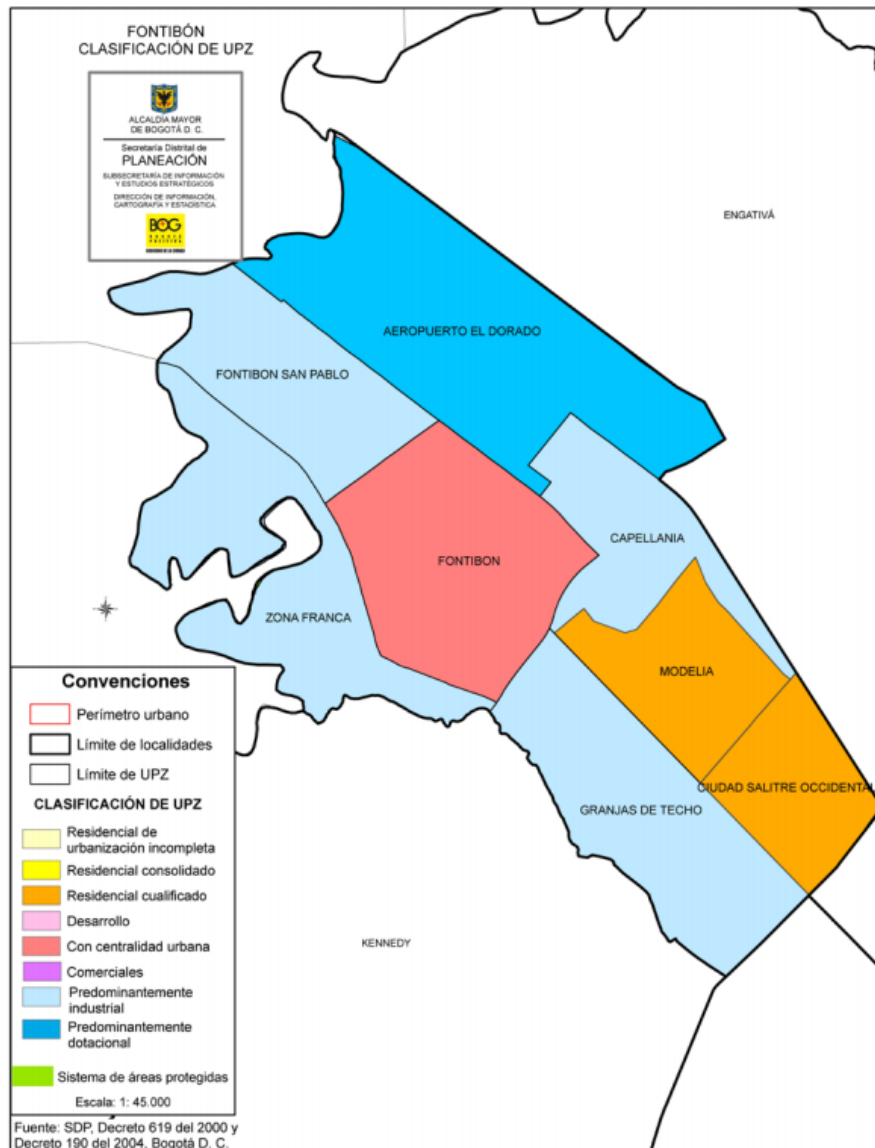 FONTIBÓN
CLASIFICACIÓN DE UPZ
ALCALDÍA MAYOR
DE BOGOTÁ D. C.
Secretaría Distrital de
PLANEACIÓN
SUBSECRETARÍA DE INFORMACIÓN
Y ESTUDIOS ESTRATÉGICOS
DIRECCIÓN DE INFORMACIÓN,
CARTOGRAFÍA Y ESTADÍSTICA
BOG
ENGATIVÁ
AEROPUERTO EL DORADO
FONTIBON SAN PABLO
CAPELLANIA
FONTIBON
ZONA FRANCA
MODELIA
CIUDAD SALITRE OCCIDENTAL
GRANJAS DE TECHO
KENNEDY
Convenciones
Perímetro urbano
Límite de localidades
Límite de UPZ
CLASIFICACIÓN DE UPZ
Residencial de
urbanización incompleta
Residencial consolidado
Residencial cualificado
Desarrollo
Con centralidad urbana
Comerciales
Predominantemente
industrial
Predominantemente
dotacional
Sistema de áreas protegidas
Escala: 1: 45.000
Fuente: SDP, Decreto 619 del 2000 y
Decreto 190 del 2004, Bogotá D. C.